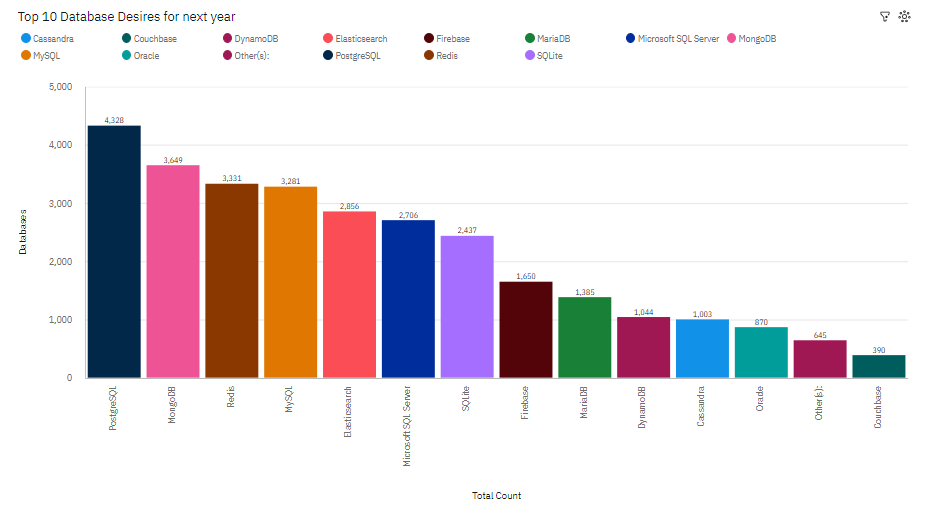 Top 10 Database Desires for next year
Cassandra Couchbase DynamoDB Elasticsearch Firebase MariaDB Microsoft SQL Server MongoDB
MySQL Oracle Other(s): PostgreSQL Redis SQLite
5,000
4,000
3,000
2,000
1,000
0
Databases
4,328
3,649
3,331
3,281
2,856
2,706
2,437
1,650
1,385
1,044
1,003
870
645
390
PostgreSQL
MongoDB
Redis
MySQL
Elasticsearch
Microsoft SQL Server
SQLite
Firebase
MariaDB
DynamoDB
Cassandra
Oracle
Other(s):
Couchbase
Total Count